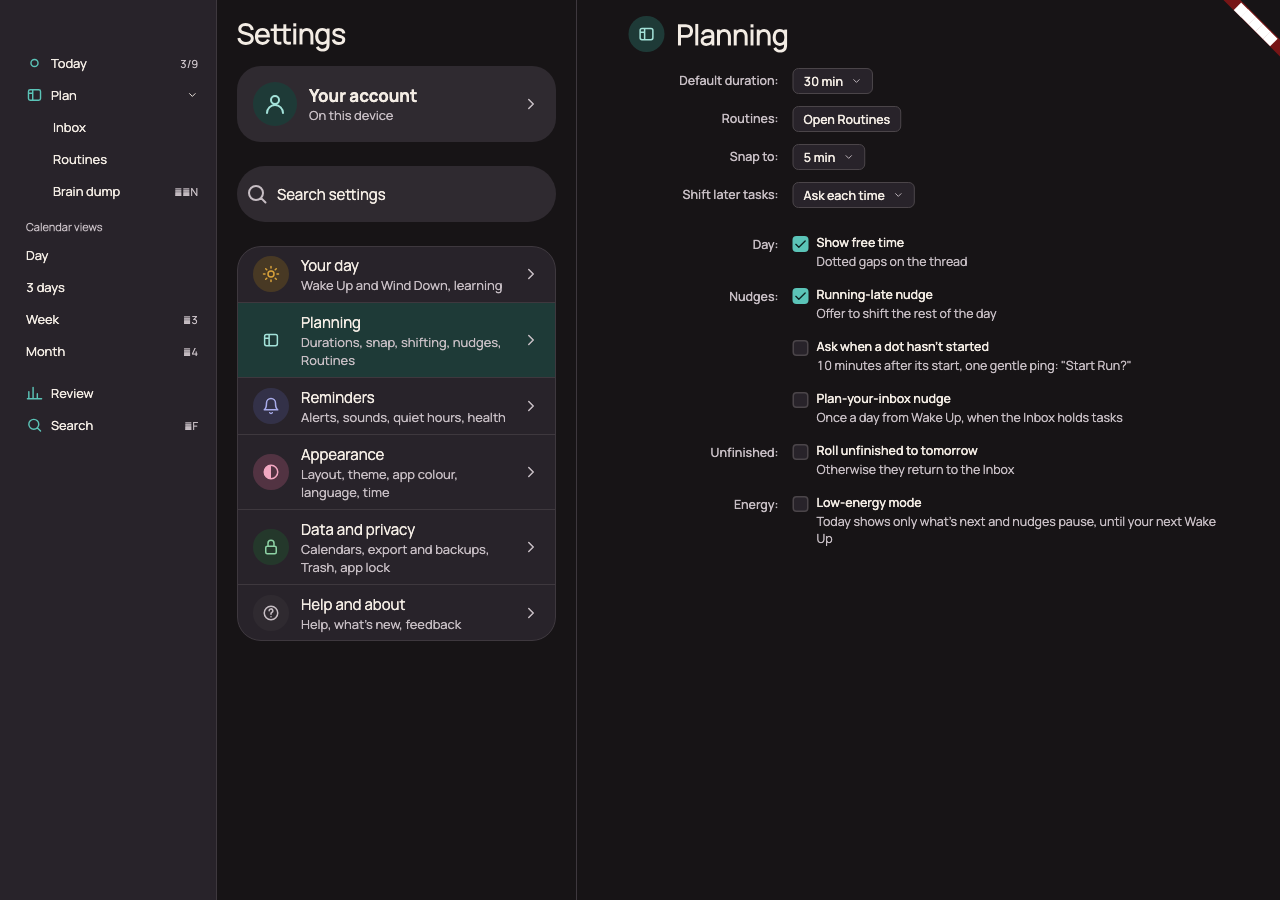 Today 3/9
Plan
Inbox
Routines
Brain dump N
Calendar views
Day
3 days
Week 3
Month 4
Review
Search F
Settings
Your account
On this device
Search settings
Your day
Wake Up and Wind Down, learning
Planning
Durations, snap, shifting, nudges,
Routines
Reminders
Alerts, sounds, quiet hours, health
Appearance
Layout, theme, app colour,
language, time
Data and privacy
Calendars, export and backups,
Trash, app lock
Help and about
Help, what's new, feedback
Planning
Default duration: 30 min
Routines: Open Routines
Snap to: 5 min
Shift later tasks: Ask each time
Day: Show free time
Dotted gaps on the thread
Nudges: Running-late nudge
Offer to shift the rest of the day
Ask when a dot hasn't started
10 minutes after its start, one gentle ping: "Start Run?"
Plan-your-inbox nudge
Once a day from Wake Up, when the Inbox holds tasks
Unfinished: Roll unfinished to tomorrow
Otherwise they return to the Inbox
Energy: Low-energy mode
Today shows only what's next and nudges pause, until your next Wake
Up